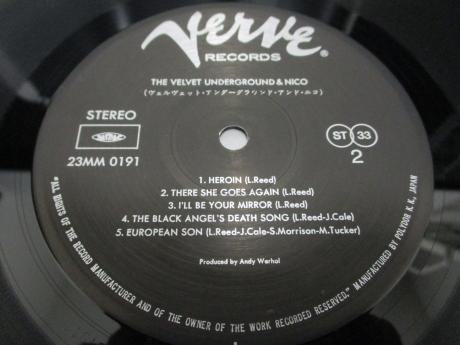 Verve®
RECORDS
THE VELVET UNDERGROUND & NICO
(ヴェルヴェット・アンダーグラウンド・アンド・ニコ)
STEREO
23MM 0191
ST 33
2
1. HEROIN (L.Reed)
2. THERE SHE GOES AGAIN (L.Reed)
3. I'LL BE YOUR MIRROR (L.Reed)
4. THE BLACK ANGEL'S DEATH SONG (L.Reed-J.Cale)
5. EUROPEAN SON (L.Reed-J.Cale-S.Morrison-M.Tucker)
Produced by Andy Warhol
"ALL RIGHTS OF THE RECORD MANUFACTURER AND OF THE OWNER OF THE WORK RECORDED RESERVED." MANUFACTURED BY POLYDOR K. K., JAPAN